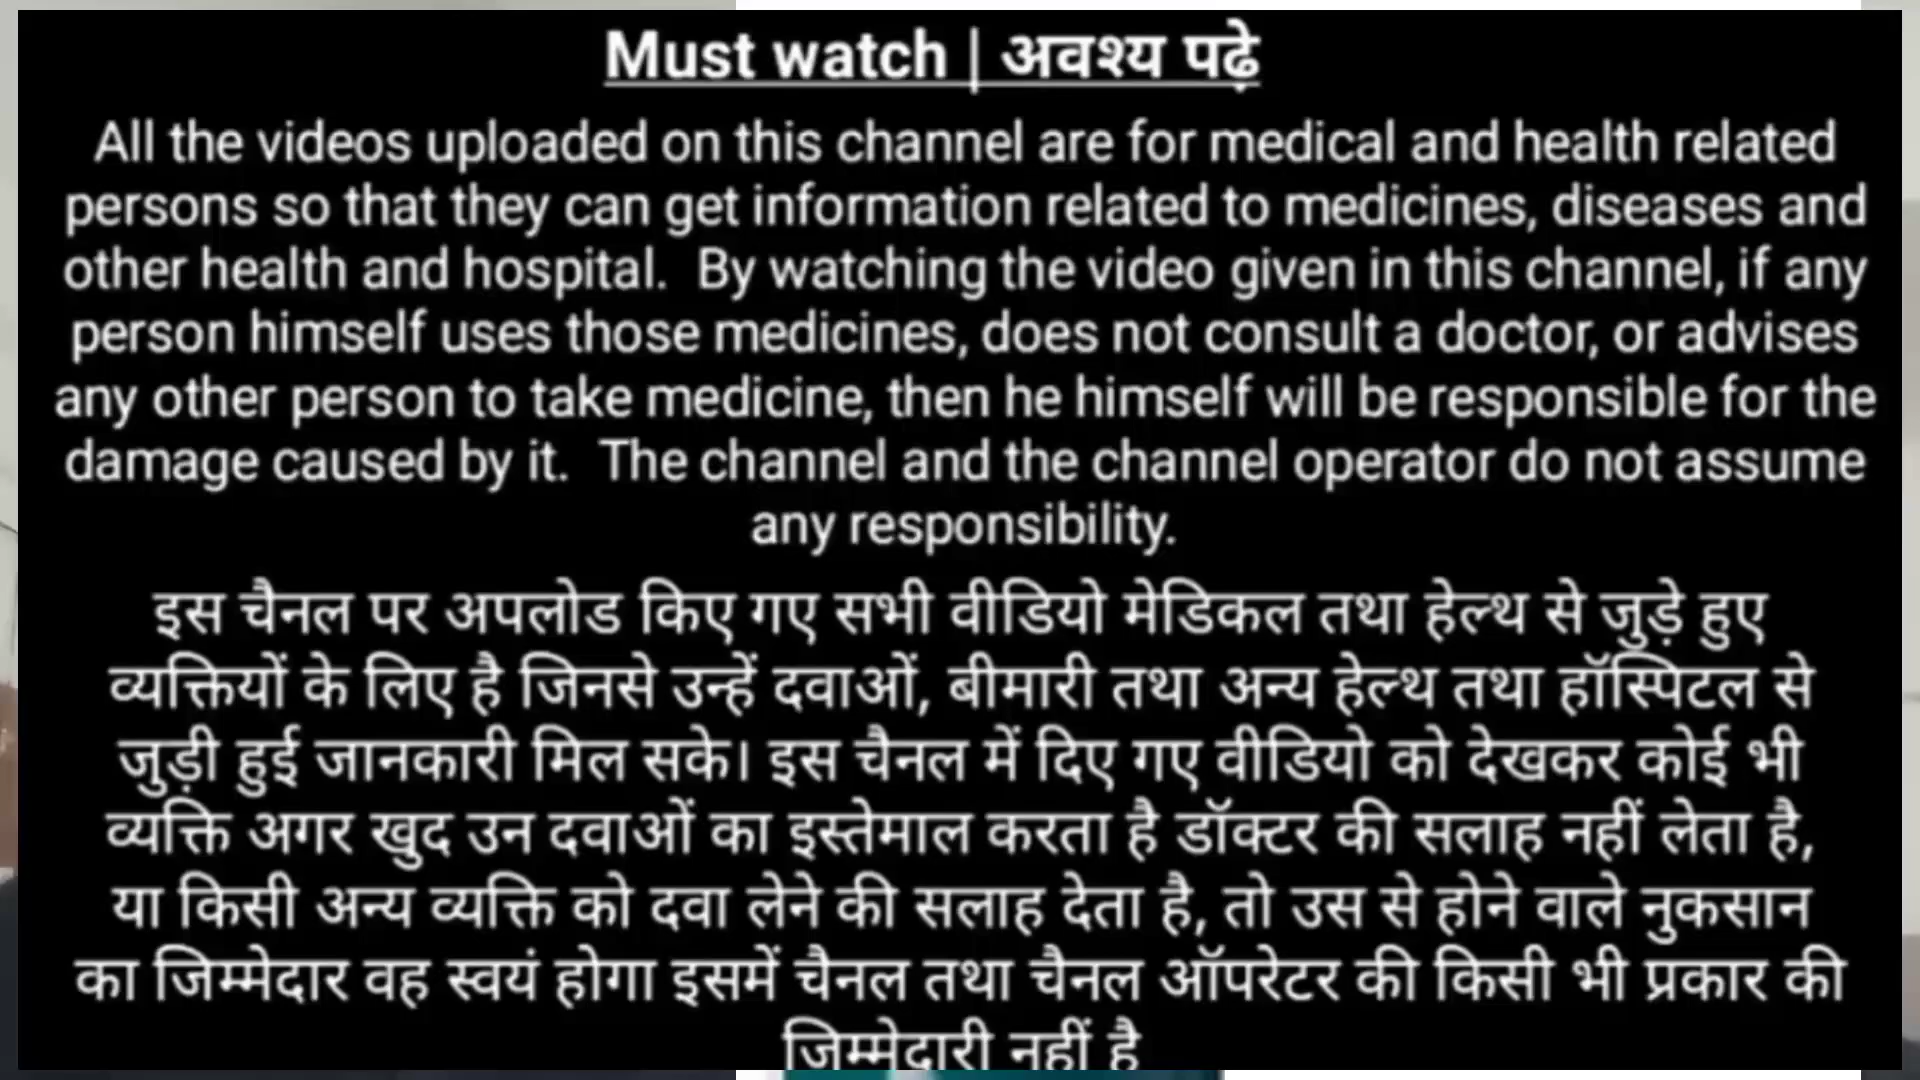 Must watch | अवश्य पढ़े
All the videos uploaded on this channel are for medical and health related
persons so that they can get information related to medicines, diseases and
other health and hospital.  By watching the video given in this channel, if any
person himself uses those medicines, does not consult a doctor, or advises
any other person to take medicine, then he himself will be responsible for the
damage caused by it.  The channel and the channel operator do not assume
any responsibility.
इस चैनल पर अपलोड किए गए सभी वीडियो मेडिकल तथा हेल्थ से जुड़े हुए
व्यक्तियों के लिए है जिनसे उन्हें दवाओं, बीमारी तथा अन्य हेल्थ तथा हॉस्पिटल से
जुड़ी हुई जानकारी मिल सके। इस चैनल में दिए गए वीडियो को देखकर कोई भी
व्यक्ति अगर खुद उन दवाओं का इस्तेमाल करता है डॉक्टर की सलाह नहीं लेता है,
या किसी अन्य व्यक्ति को दवा लेने की सलाह देता है, तो उस से होने वाले नुकसान
का जिम्मेदार वह स्वयं होगा इसमें चैनल तथा चैनल ऑपरेटर की किसी भी प्रकार की
जिम्मेदारी नहीं है